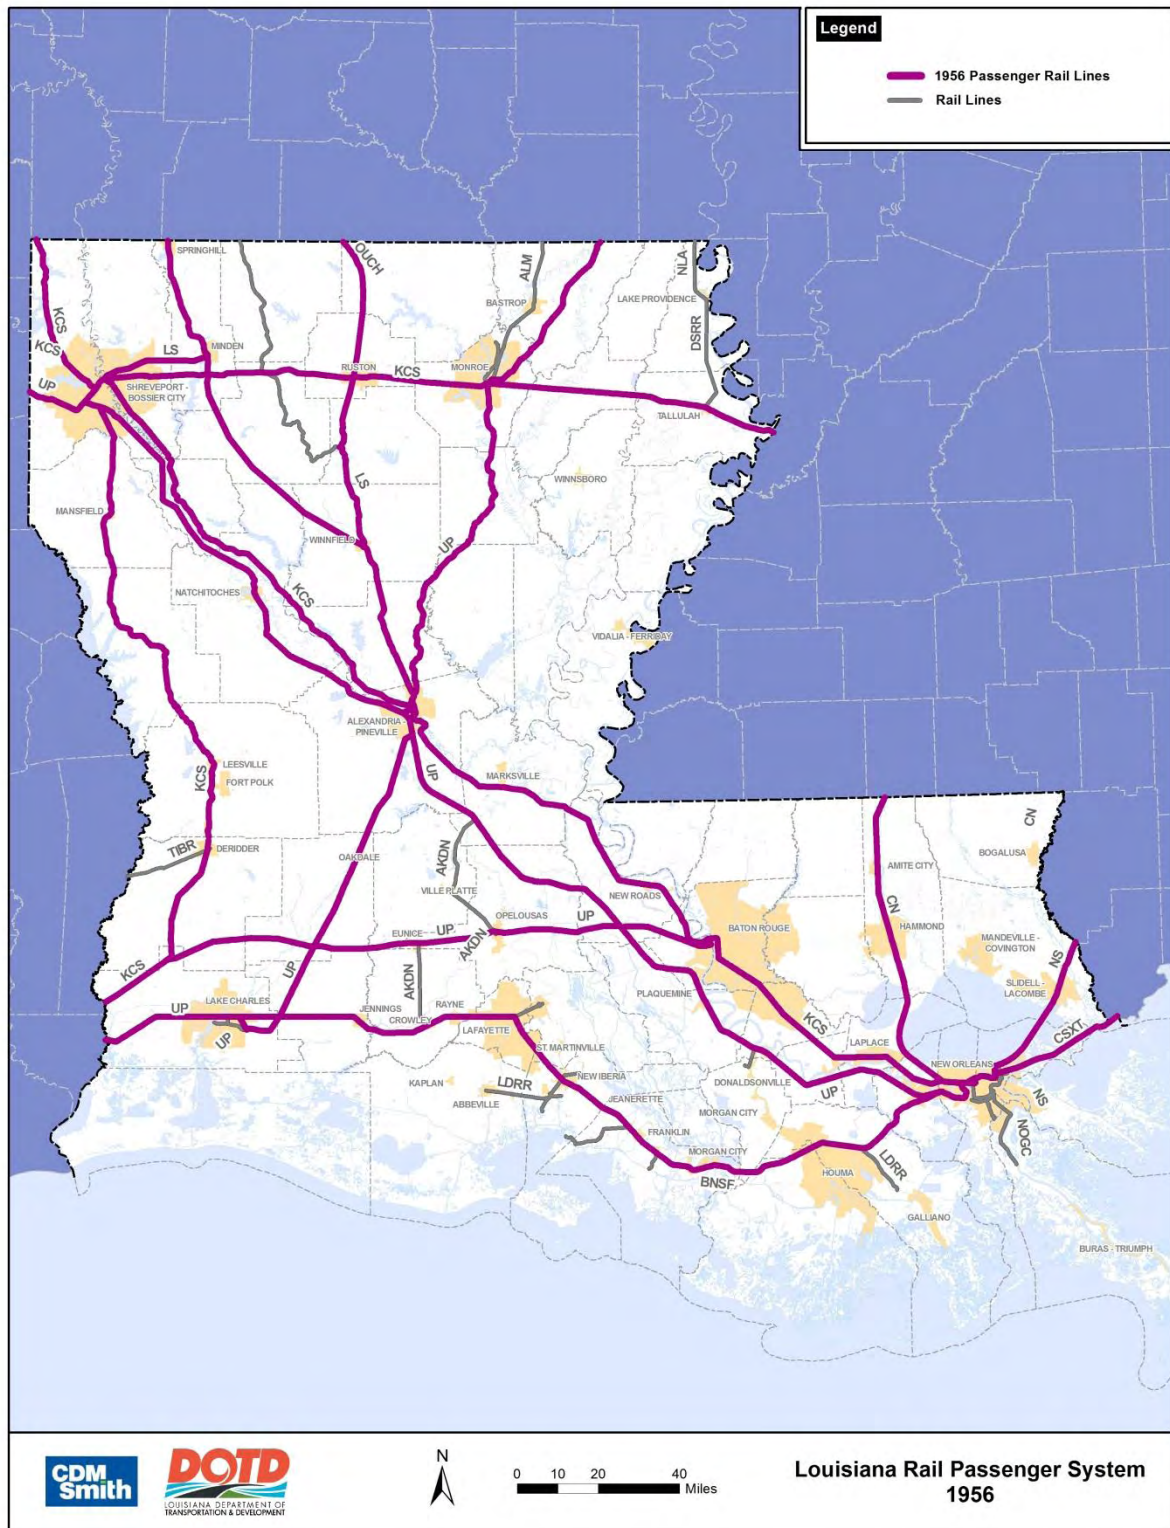 Legend
1956 Passenger Rail Lines
Rail Lines
SPRINGHILL
OUCH
ALM
NLA-
DSRR
BASTROP
LAKE PROVIDENCE
KCS
KCS
UP
LS
MINDEN
SHREVEPORT -
BOSSIER CITY
RUSTON
KCS
MONROE
TALLULAH
LS
WINNSBORO
MANSFIELD
WINNFIELD
UP
KCS
NATCHITOCHES
VIDALIA - FERRIDAY
ALEXANDRIA -
PINEVILLE
UP
MARKSVILLE
KCS
LEESVILLE
FORT POLK
TIBR
DERIDDER
OAKDALE
AKDN
VILLE PLATTE
NEW ROADS
CN
BOGALUSA
AMITE CITY
CN
HAMMOND
MANDEVILLE -
COVINGTON
BATON ROUGE
OPELOUSAS
EUNICE
UP
UP
AKDN
KCS
UP
AKDN
SLIDELL -
LACOMBE
NS
PLAQUEMINE
LAKE CHARLES
UP
UP
JENNINGS
CROWLEY
RAYNE
LAFAYETTE
ST. MARTINVILLE
KCS
LAPLACE
NEW ORLEANS
CSXT
NS
NOGC
KAPLAN
ABBEVILLE
LDRR
NEW IBERIA
JEANERETTE
DONALDSONVILLE
UP
MORGAN CITY
FRANKLIN
MORGAN CITY
BNSF
HOUMA
LDRR
GALLIANO
BURAS - TRIUMPH
CDM
Smith
DOTD
LOUISIANA DEPARTMENT OF
TRANSPORTATION & DEVELOPMENT
N
0 10 20 40
Miles
Louisiana Rail Passenger System
1956